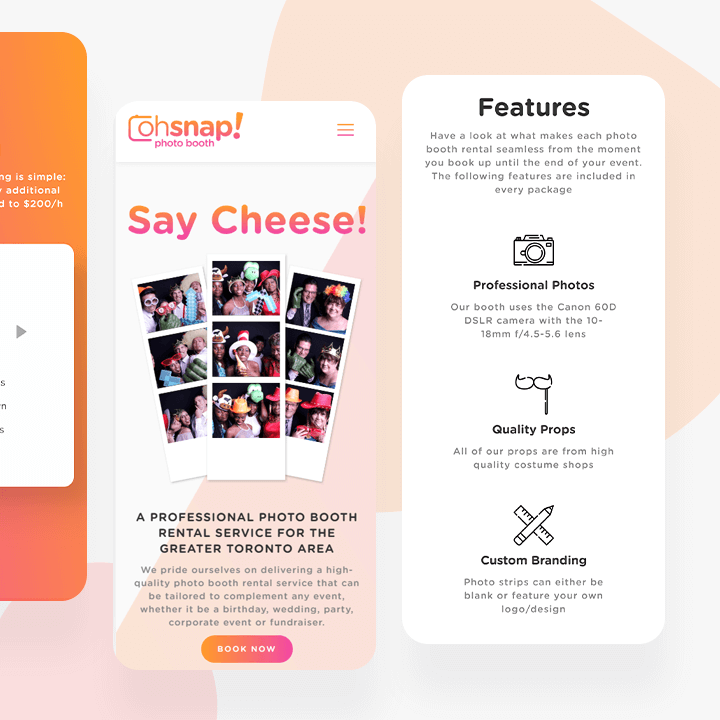 ng is simple:
additional
d to $200/h
s
n
s
ohsnap!
photo booth
Say Cheese!
A PROFESSIONAL PHOTO BOOTH
RENTAL SERVICE FOR THE
GREATER TORONTO AREA
We pride ourselves on delivering a high-
quality photo booth rental service that can
be tailored to complement any event,
whether it be a birthday, wedding, party,
corporate event or fundraiser.
BOOK NOW
Features
Have a look at what makes each photo
booth rental seamless from the moment
you book up until the end of your event.
The following features are included in
every package
Professional Photos
Our booth uses the Canon 60D
DSLR camera with the 10-
18mm f/4.5-5.6 lens
Quality Props
All of our props are from high
quality costume shops
Custom Branding
Photo strips can either be
blank or feature your own
logo/design